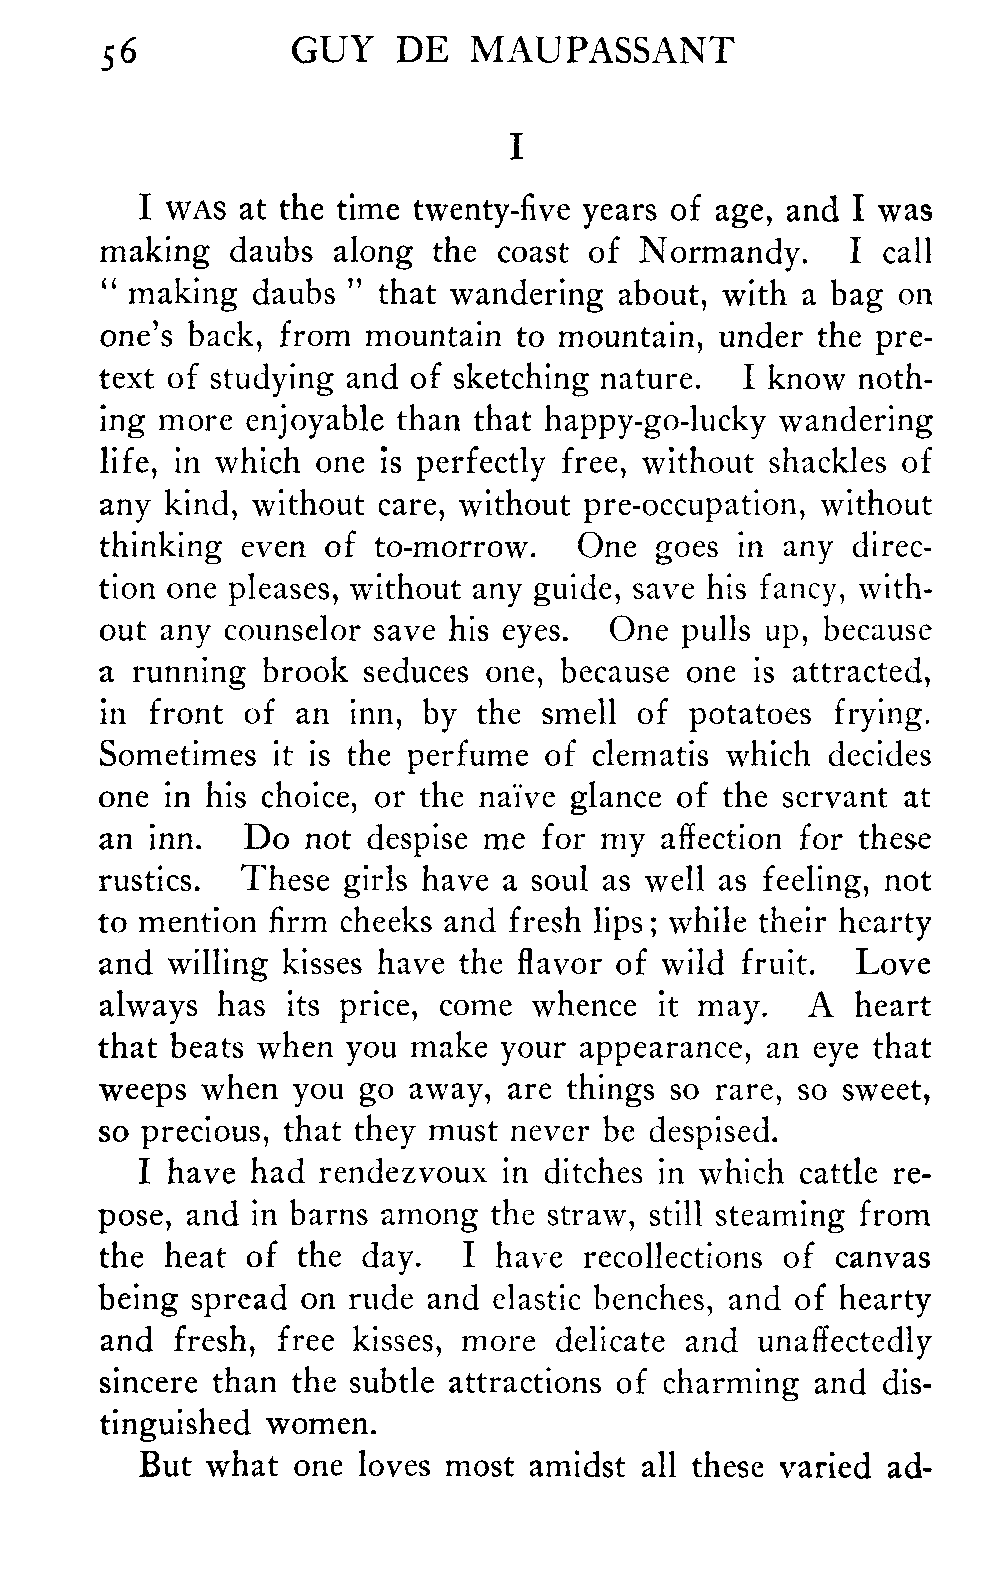 56 GUY DE MAUPASSANT
I
I WAS at the time twenty-five years of age, and I was
making daubs along the coast of Normandy. I call
“ making daubs ” that wandering about, with a bag on
one's back, from mountain to mountain, under the pre-
text of studying and of sketching nature. I know noth-
ing more enjoyable than that happy-go-lucky wandering
life, in which one is perfectly free, without shackles of
any kind, without care, without pre-occupation, without
thinking even of to-morrow. One goes in any direc-
tion one pleases, without any guide, save his fancy, with-
out any counselor save his eyes. One pulls up, because
a running brook seduces one, because one is attracted,
in front of an inn, by the smell of potatoes frying.
Sometimes it is the perfume of clematis which decides
one in his choice, or the naïve glance of the servant at
an inn. Do not despise me for my affection for these
rustics. These girls have a soul as well as feeling, not
to mention firm cheeks and fresh lips; while their hearty
and willing kisses have the flavor of wild fruit. Love
always has its price, come whence it may. A heart
that beats when you make your appearance, an eye that
weeps when you go away, are things so rare, so sweet,
so precious, that they must never be despised.
I have had rendezvoux in ditches in which cattle re-
pose, and in barns among the straw, still steaming from
the heat of the day. I have recollections of canvas
being spread on rude and elastic benches, and of hearty
and fresh, free kisses, more delicate and unaffectedly
sincere than the subtle attractions of charming and dis-
tinguished women.
But what one loves most amidst all these varied ad-